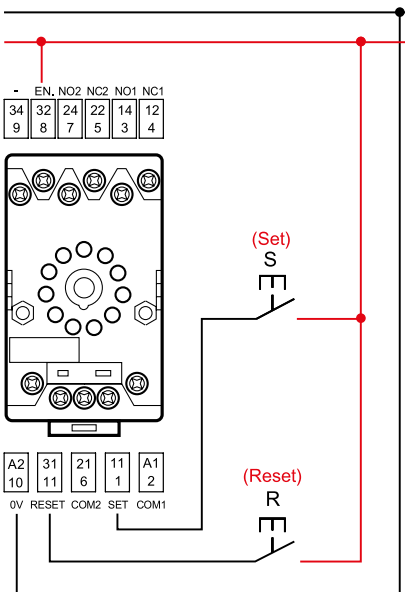 - EN. NO2 NC2 NO1 NC1
34 32 24 22 14 12
9 8 7 5 3 4
(Set)
S
A2 31 21 11 A1
10 11 6 1 2
0V RESET COM2 SET COM1
(Reset)
R